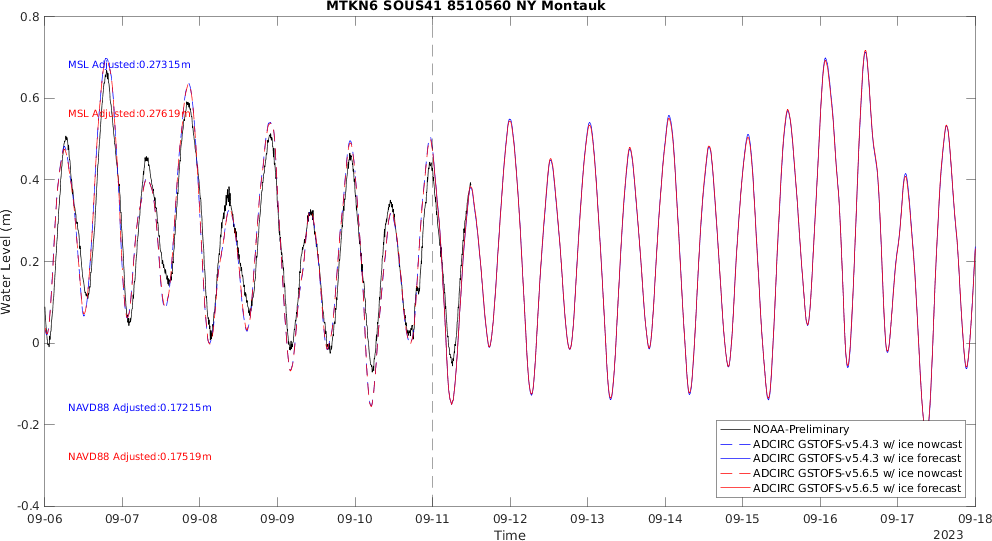 MTKN6 SOUS41 8510560 NY Montauk
0.8
0.6
0.4
0.2
0
-0.2
-0.4
Water Level (m)
MSL Adjusted:0.27315m
MSL Adjusted:0.27619m
NAVD88 Adjusted:0.17215m
NAVD88 Adjusted:0.17519m
NOAA-Preliminary
ADCIRC GSTOFS-v5.4.3 w/ ice nowcast
ADCIRC GSTOFS-v5.4.3 w/ ice forecast
ADCIRC GSTOFS-v5.6.5 w/ ice nowcast
ADCIRC GSTOFS-v5.6.5 w/ ice forecast
09-06 09-07 09-08 09-09 09-10 09-11 09-12 09-13 09-14 09-15 09-16 09-17 09-18
Time
2023